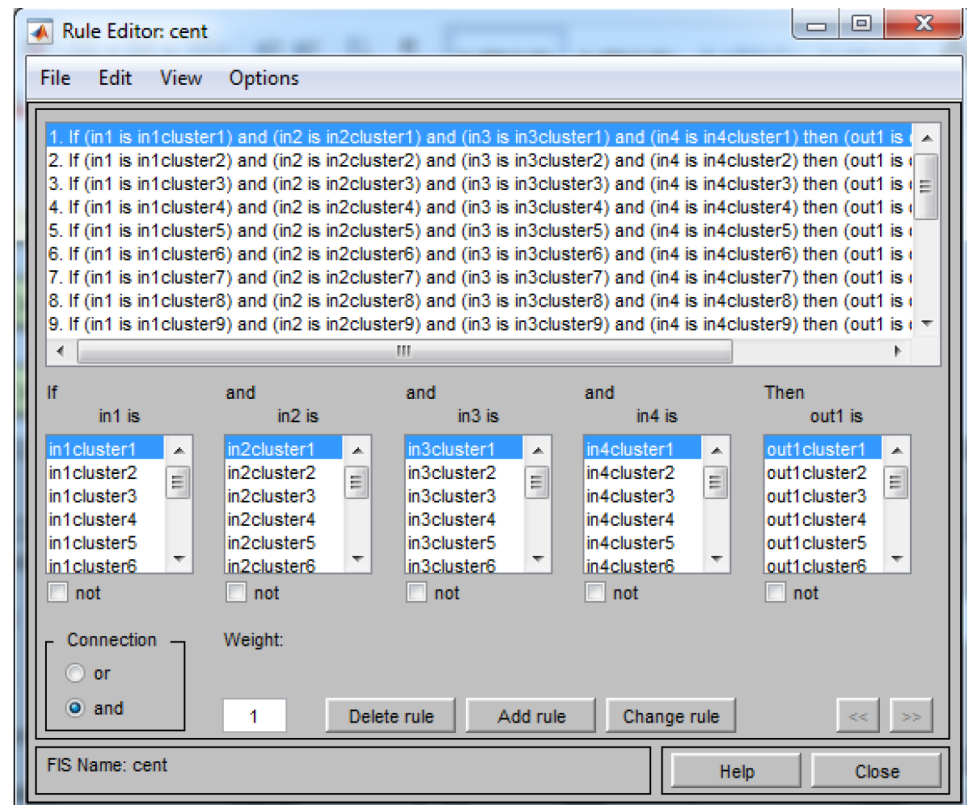 Rule Editor: cent
File Edit View Options
1. If (in1 is in1cluster1) and (in2 is in2cluster1) and (in3 is in3cluster1) and (in4 is in4cluster1) then (out1 is
2. If (in1 is in1cluster2) and (in2 is in2cluster2) and (in3 is in3cluster2) and (in4 is in4cluster2) then (out1 is
3. If (in1 is in1cluster3) and (in2 is in2cluster3) and (in3 is in3cluster3) and (in4 is in4cluster3) then (out1 is
4. If (in1 is in1cluster4) and (in2 is in2cluster4) and (in3 is in3cluster4) and (in4 is in4cluster4) then (out1 is
5. If (in1 is in1cluster5) and (in2 is in2cluster5) and (in3 is in3cluster5) and (in4 is in4cluster5) then (out1 is
6. If (in1 is in1cluster6) and (in2 is in2cluster6) and (in3 is in3cluster6) and (in4 is in4cluster6) then (out1 is
7. If (in1 is in1cluster7) and (in2 is in2cluster7) and (in3 is in3cluster7) and (in4 is in4cluster7) then (out1 is
8. If (in1 is in1cluster8) and (in2 is in2cluster8) and (in3 is in3cluster8) and (in4 is in4cluster8) then (out1 is
9. If (in1 is in1cluster9) and (in2 is in2cluster9) and (in3 is in3cluster9) and (in4 is in4cluster9) then (out1 is
If and and and Then
in1 is in2 is in3 is in4 is out1 is
in1cluster1 in2cluster1 in3cluster1 in4cluster1 out1cluster1
in1cluster2 in2cluster2 in3cluster2 in4cluster2 out1cluster2
in1cluster3 in2cluster3 in3cluster3 in4cluster3 out1cluster3
in1cluster4 in2cluster4 in3cluster4 in4cluster4 out1cluster4
in1cluster5 in2cluster5 in3cluster5 in4cluster5 out1cluster5
in1cluster6 in2cluster6 in3cluster6 in4cluster6 out1cluster6
not not not not not
Connection Weight:
or
and 1 Delete rule Add rule Change rule << >>
FIS Name: cent Help Close